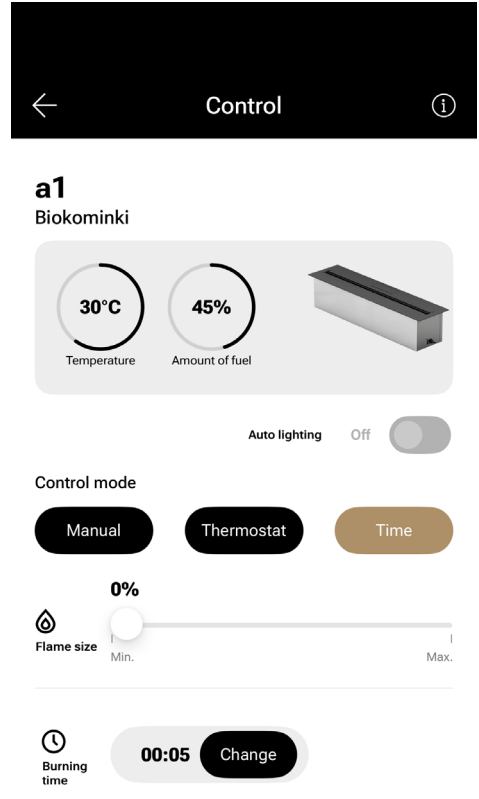 Control
a1
Biokominki
30°C
45%
Temperature
Amount of fuel
Auto lighting
Off
Control mode
Manual
Thermostat
Time
0%
Flame size
Min.
Max.
Burning
time
00:05
Change